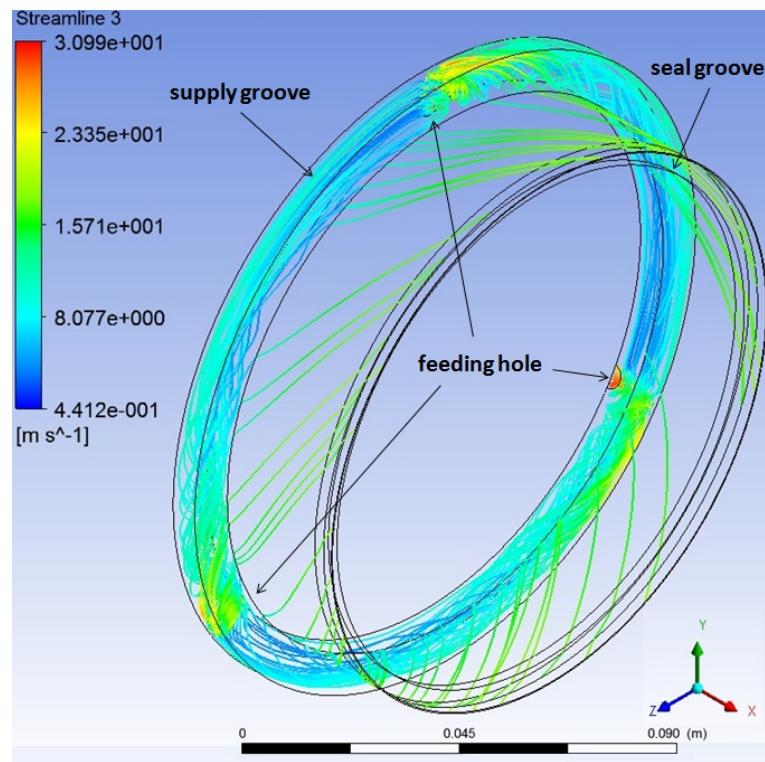 Streamline 3
3.099e+001
2.335e+001
1.571e+001
8.077e+000
4.412e-001
[m s^-1]
supply groove
seal groove
feeding hole
Y
Z
X
0
0.045
0.090 (m)